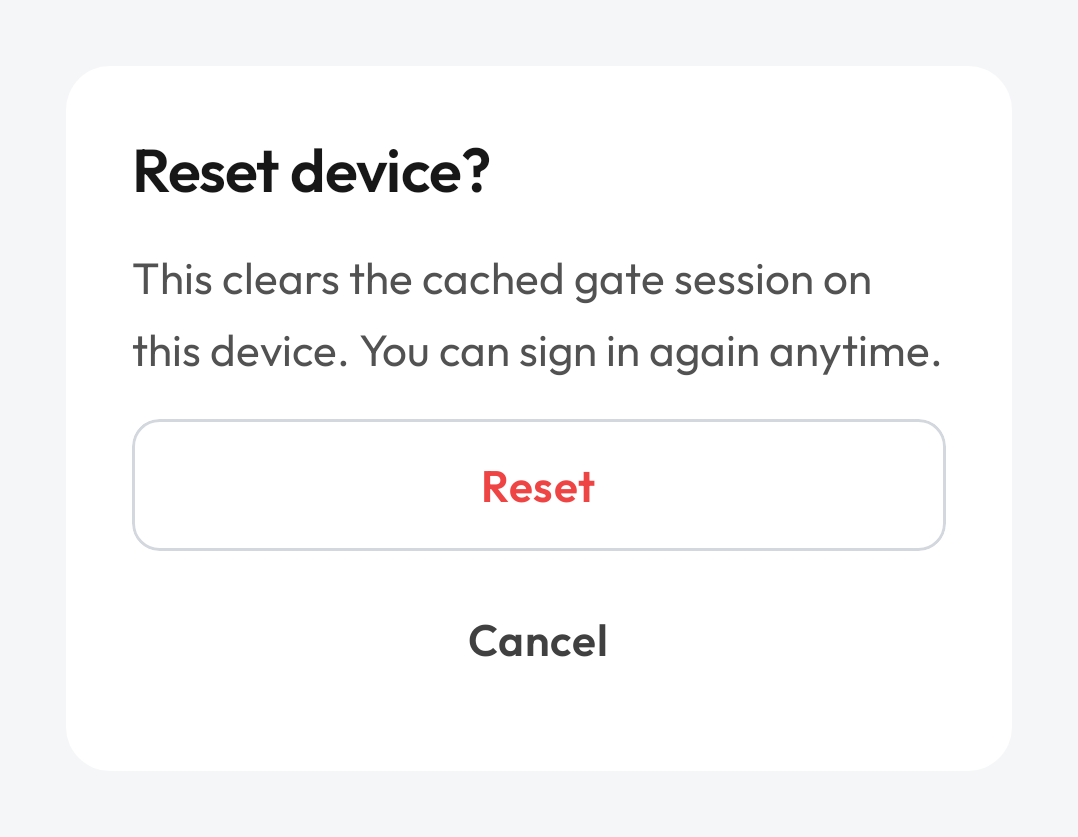 Reset device?
This clears the cached gate session on
this device. You can sign in again anytime.
Reset
Cancel